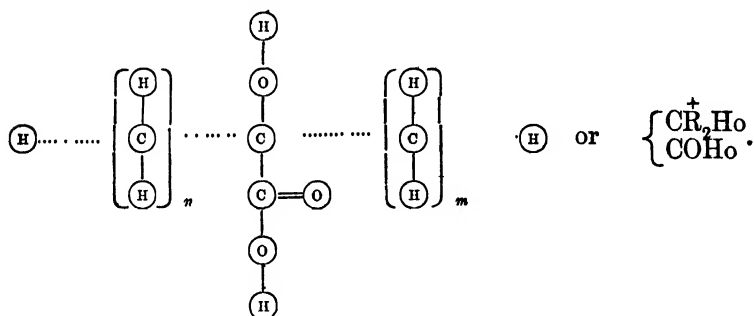 H
H O H
H ........ C ....... C ......... C H or { CR⁺₂Ho
COHo .
H n C=O H m
O
H